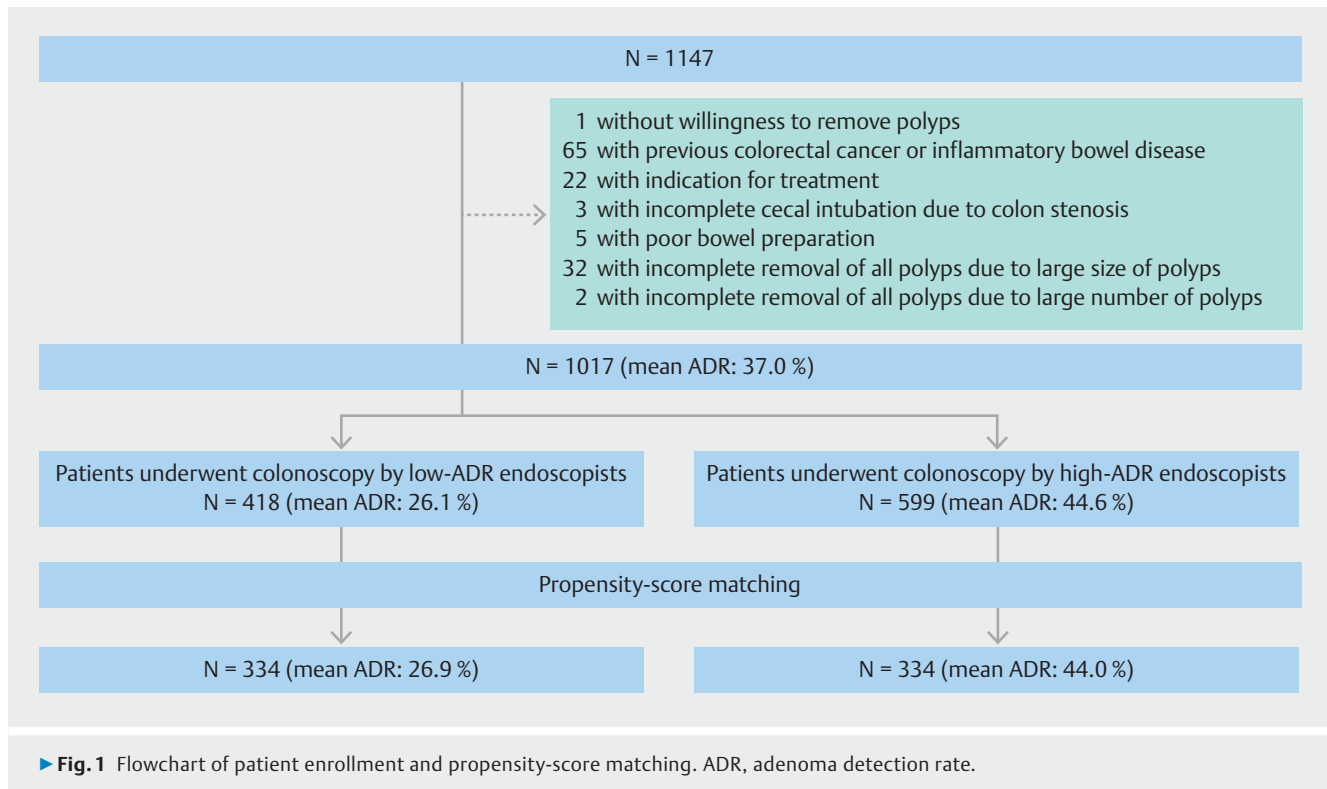 N = 1147
1 without willingness to remove polyps
65 with previous colorectal cancer or inflammatory bowel disease
22 with indication for treatment
3 with incomplete cecal intubation due to colon stenosis
5 with poor bowel preparation
32 with incomplete removal of all polyps due to large size of polyps
2 with incomplete removal of all polyps due to large number of polyps
N = 1017 (mean ADR: 37.0 %)
Patients underwent colonoscopy by low-ADR endoscopists
N = 418 (mean ADR: 26.1 %)
Patients underwent colonoscopy by high-ADR endoscopists
N = 599 (mean ADR: 44.6 %)
Propensity-score matching
N = 334 (mean ADR: 26.9 %)
N = 334 (mean ADR: 44.0 %)
▶ Fig. 1 Flowchart of patient enrollment and propensity-score matching. ADR, adenoma detection rate.